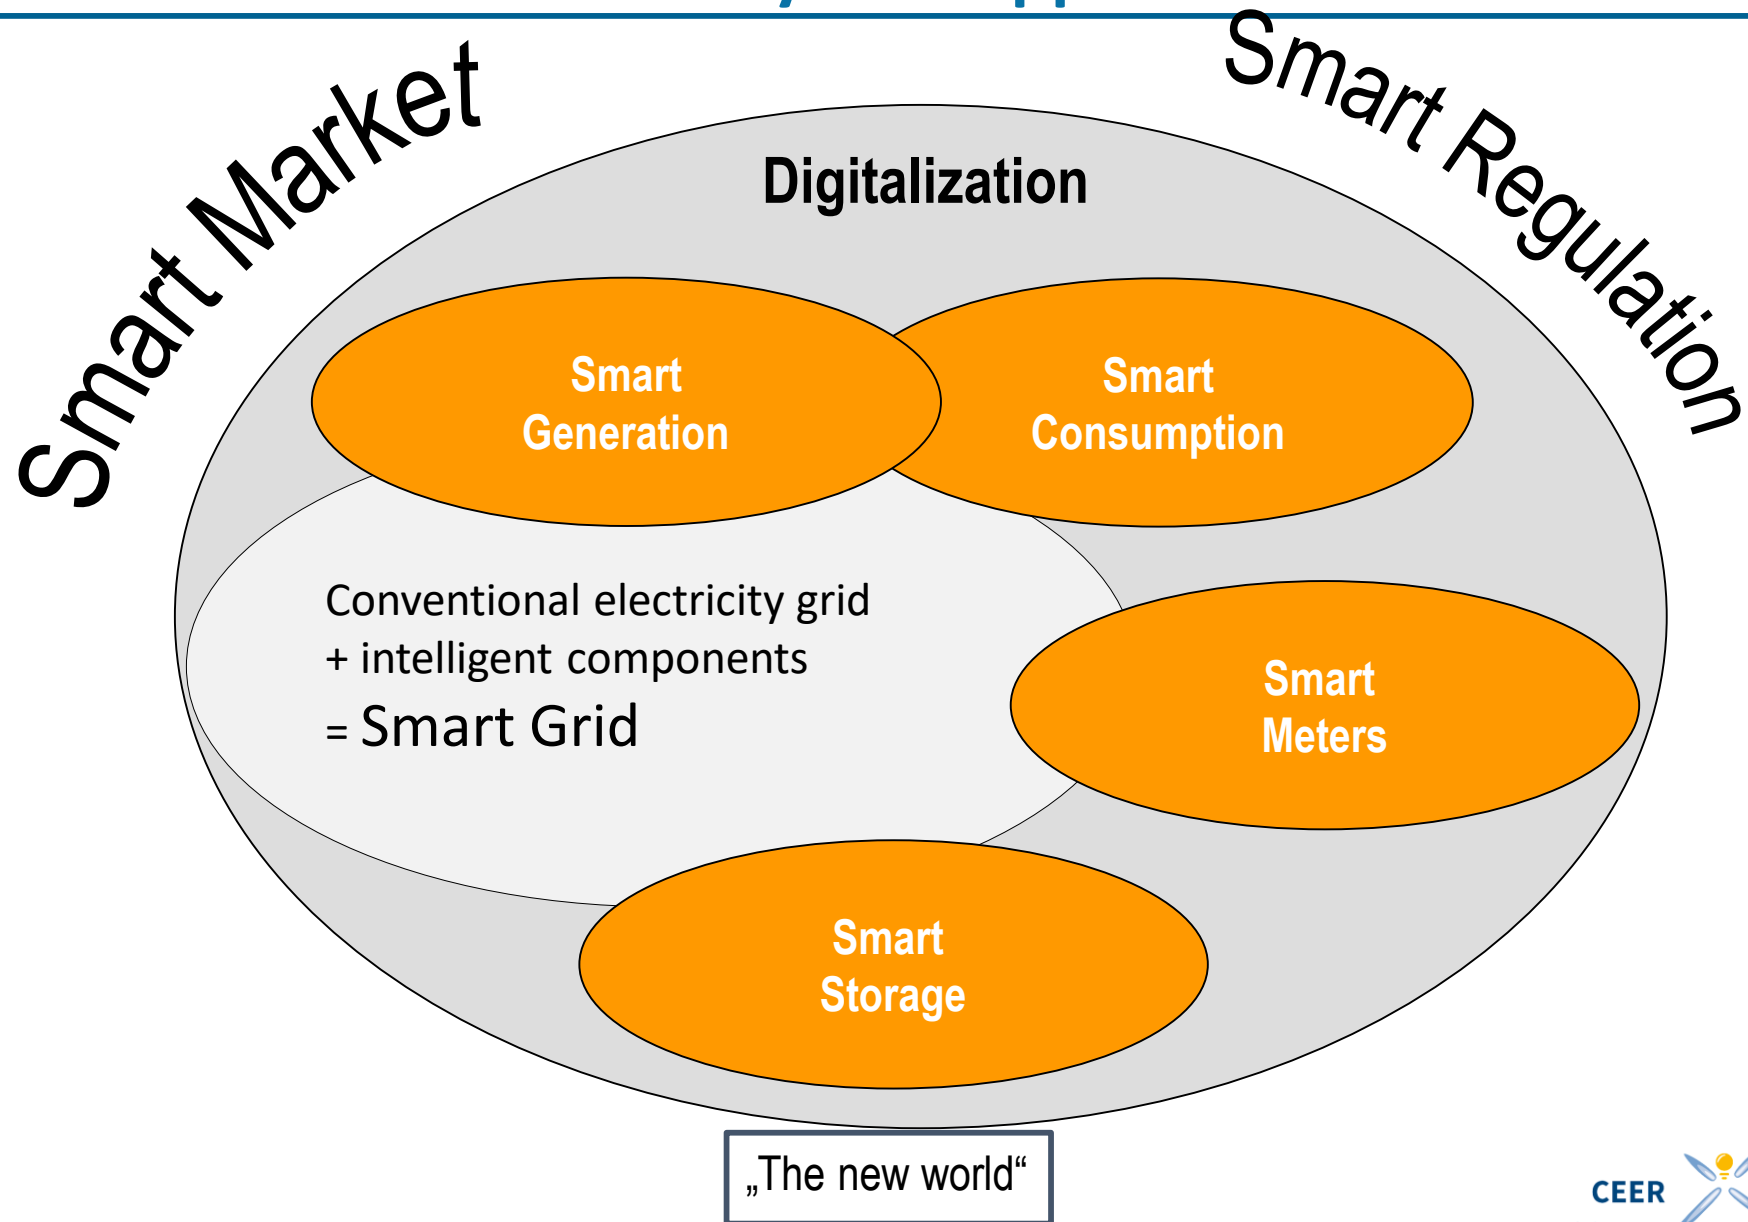 Smart Market
Smart Regulation
Digitalization
Smart
Generation
Smart
Consumption
Conventional electricity grid
+ intelligent components
= Smart Grid
Smart
Meters
Smart
Storage
„The new world“
CEER